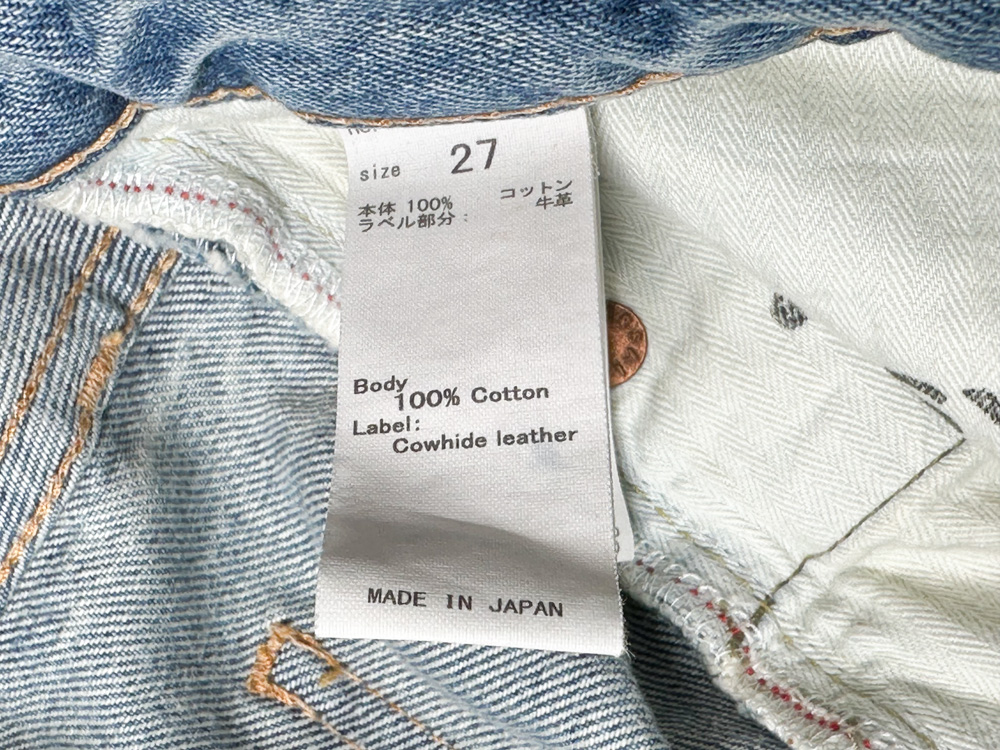 size 27
本体 100% コットン
ラベル部分: 牛革
Body
100% Cotton
Label:
Cowhide leather
MADE IN JAPAN